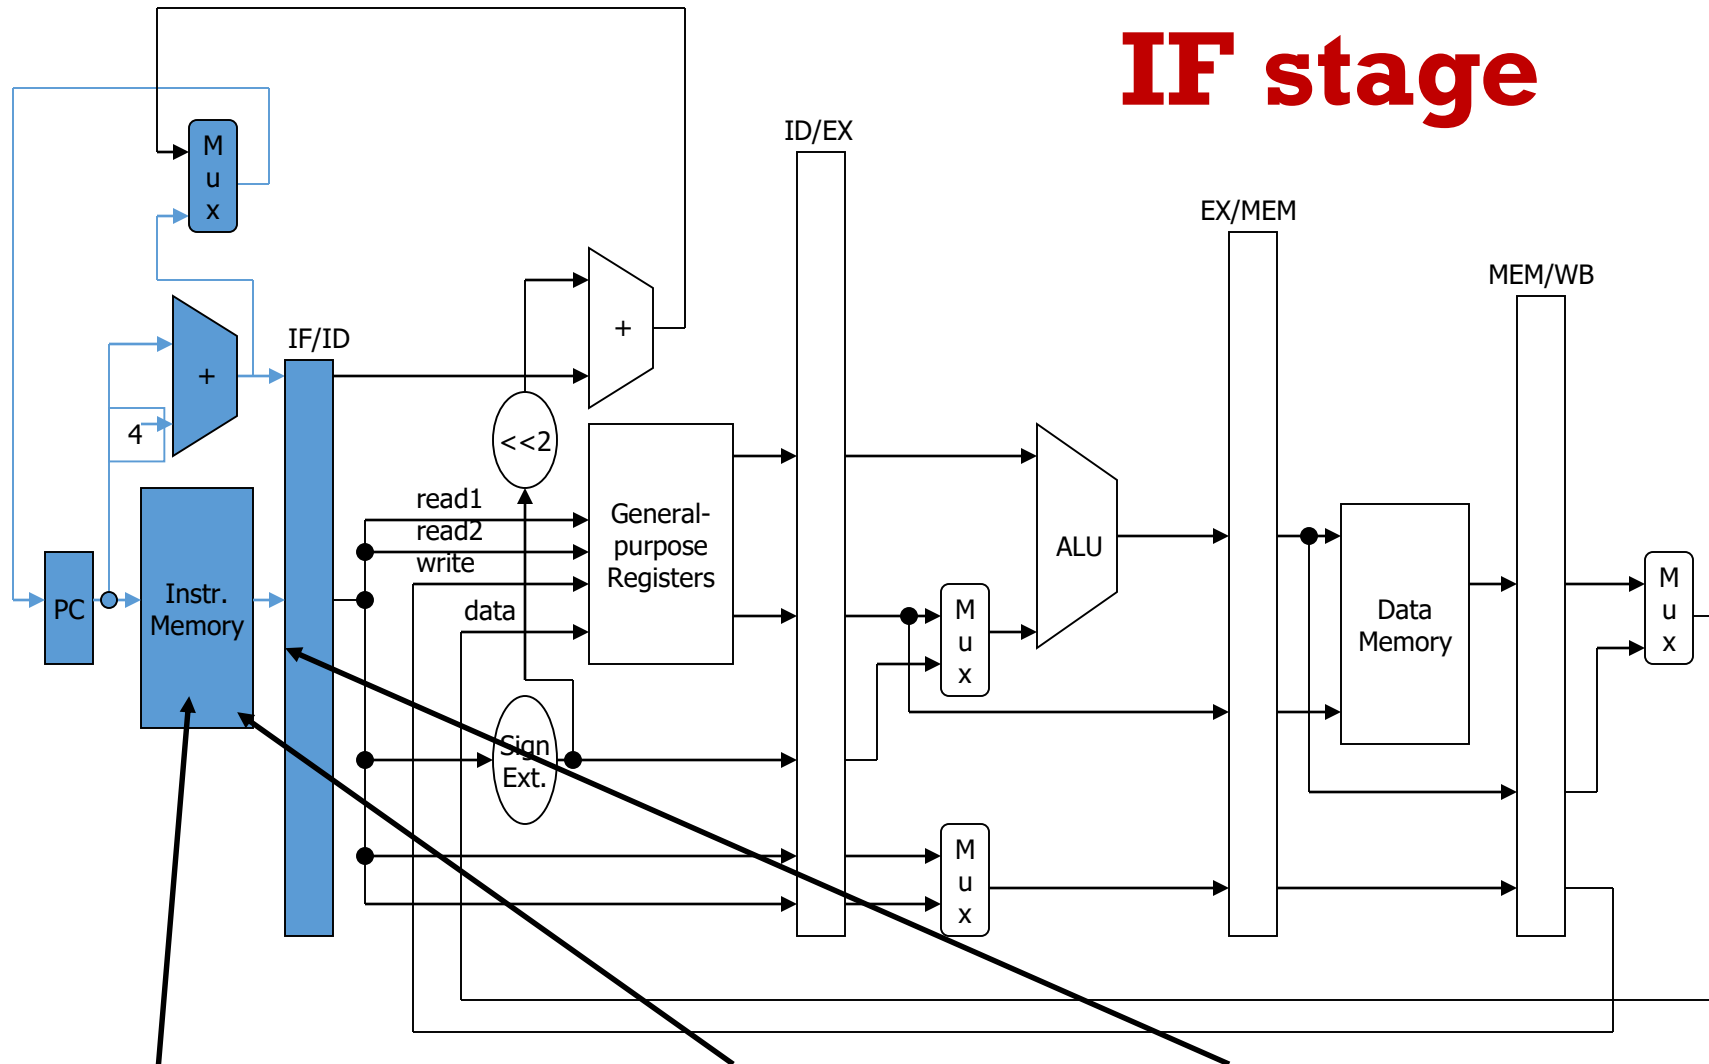 IF stage
ID/EX
M
u
x
EX/MEM
MEM/WB
+
IF/ID
+
4
<<2
read1
read2
write
data
General-
purpose
Registers
ALU
PC
Instr.
Memory
M
u
x
Data
Memory
M
u
x
Sign
Ext.
M
u
x